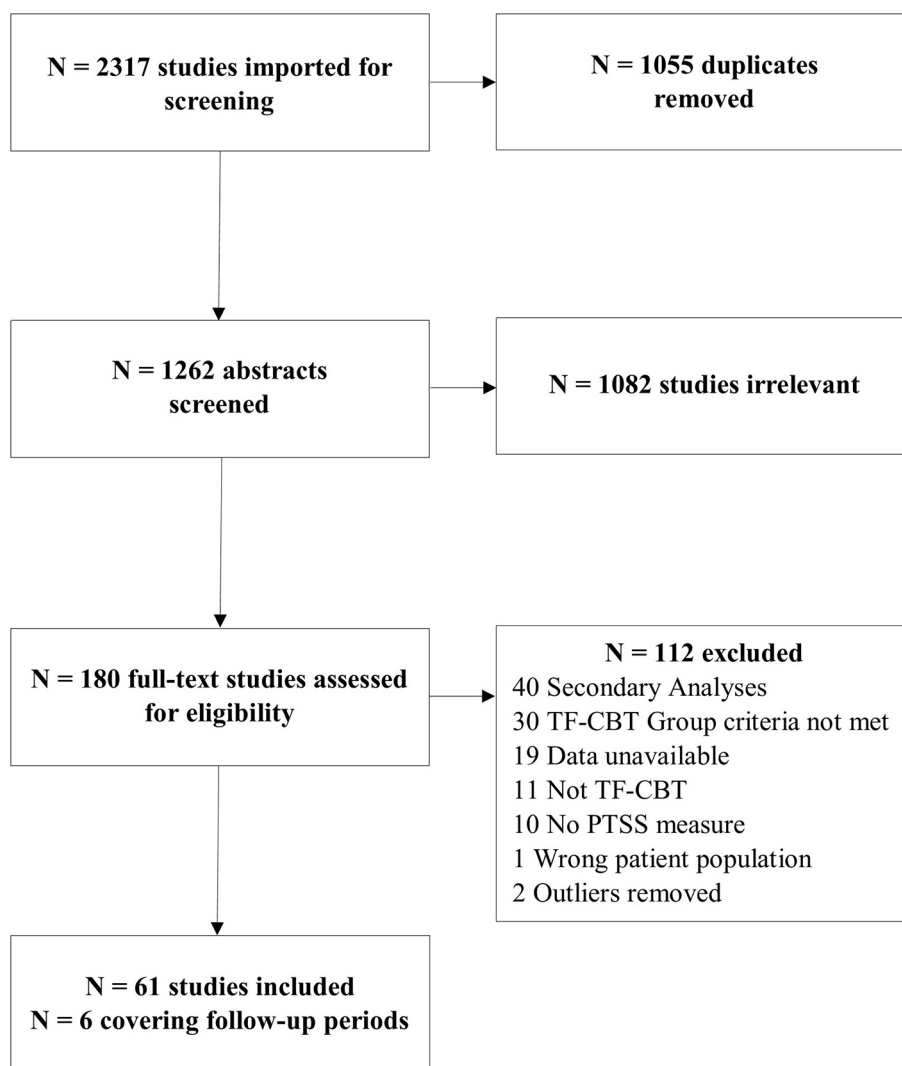 N = 2317 studies imported for
screening
N = 1055 duplicates
removed
N = 1262 abstracts
screened
N = 1082 studies irrelevant
N = 180 full-text studies assessed
for eligibility
N = 112 excluded
40 Secondary Analyses
30 TF-CBT Group criteria not met
19 Data unavailable
11 Not TF-CBT
10 No PTSS measure
1 Wrong patient population
2 Outliers removed
N = 61 studies included
N = 6 covering follow-up periods